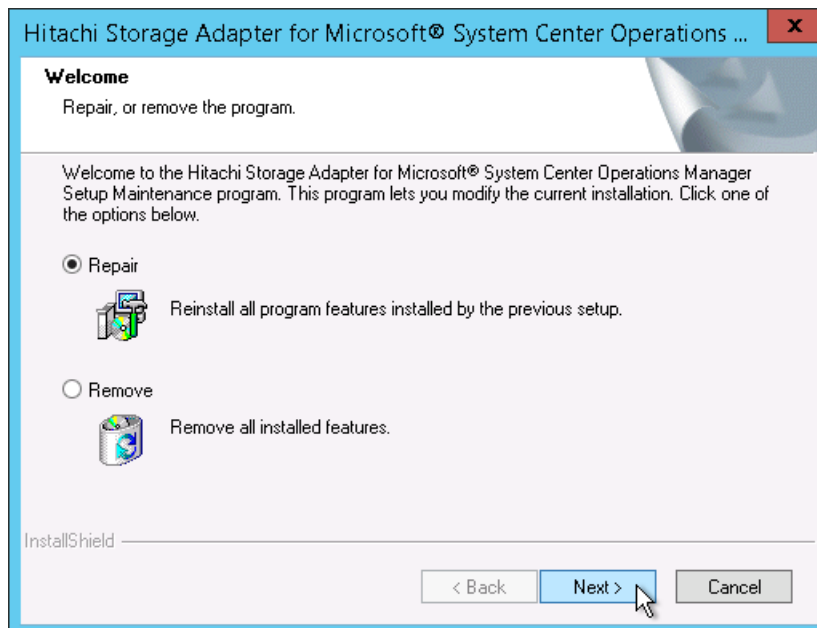 Hitachi Storage Adapter for Microsoft® System Center Operations ...
x
Welcome
Repair, or remove the program.
Welcome to the Hitachi Storage Adapter for Microsoft® System Center Operations Manager
Setup Maintenance program. This program lets you modify the current installation. Click one of
the options below.
Repair
Reinstall all program features installed by the previous setup.
Remove
Remove all installed features.
InstallShield
< Back
Next >
Cancel